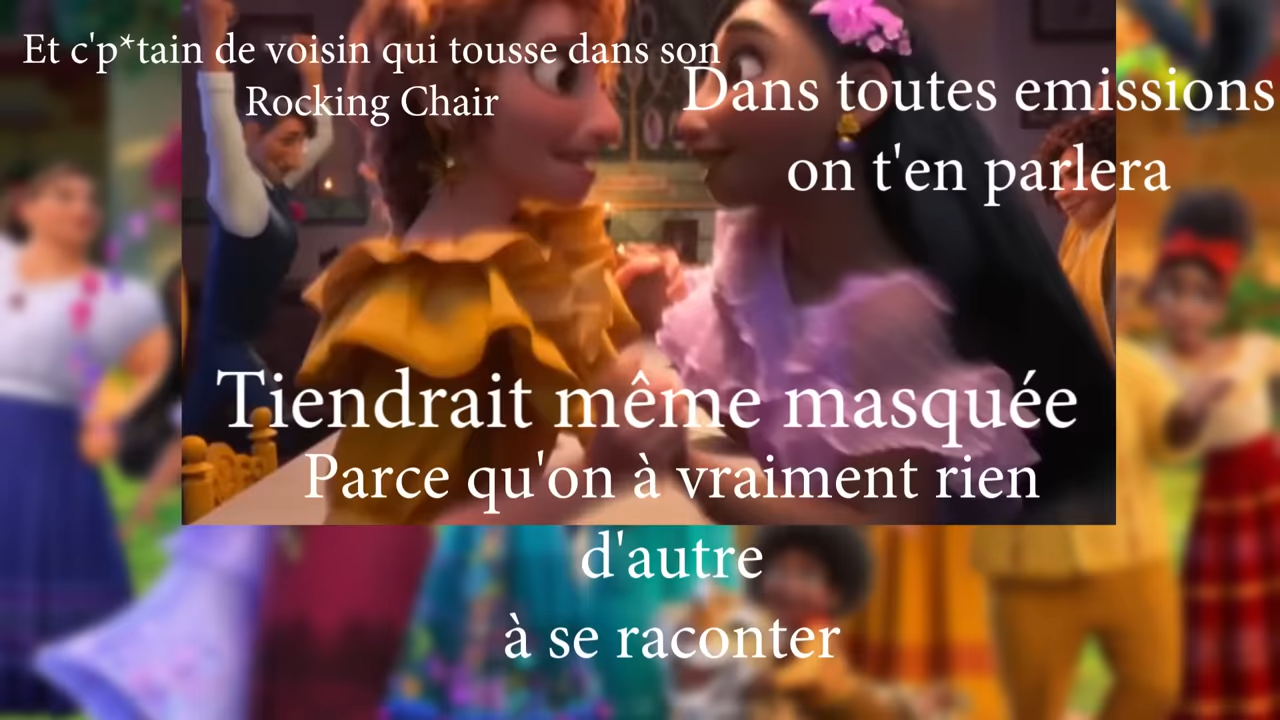 Et c'p*tain de voisin qui tousse dans son
Rocking Chair
Dans toutes emissions
on t'en parlera
Tiendrait même masquée
Parce qu'on à vraiment rien
d'autre
à se raconter